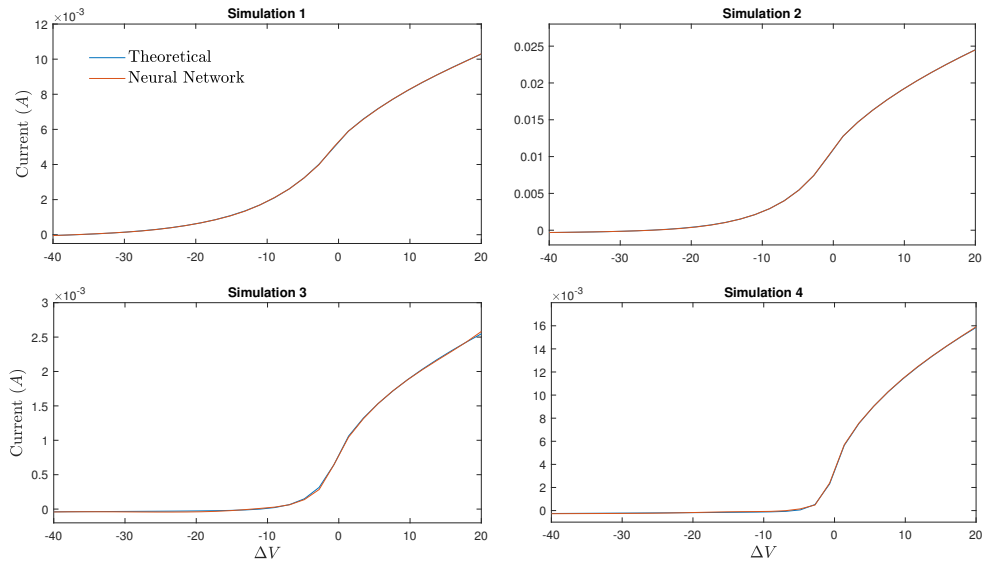 Simulation 1
×10⁻³
12
10
8
6
4
2
0
Current (A)
-40 -30 -20 -10 0 10 20
Theoretical
Neural Network
Simulation 2
0.025
0.02
0.015
0.01
0.005
0
-40 -30 -20 -10 0 10 20
Simulation 3
×10⁻³
3
2.5
2
1.5
1
0.5
0
Current (A)
-40 -30 -20 -10 0 10 20
ΔV
Simulation 4
×10⁻³
16
14
12
10
8
6
4
2
0
-40 -30 -20 -10 0 10 20
ΔV